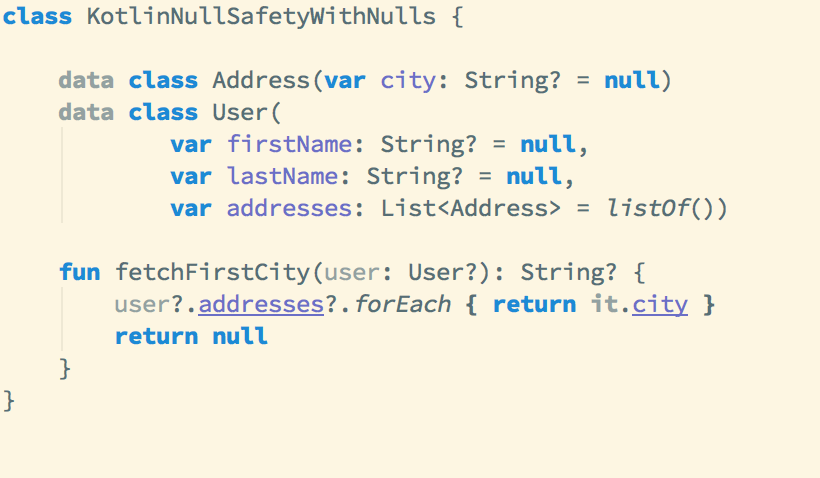 class KotlinNullSafetyWithNulls {
data class Address(var city: String? = null)
data class User(
var firstName: String? = null,
var lastName: String? = null,
var addresses: List<Address> = listOf())
fun fetchFirstCity(user: User?): String? {
user?.addresses?.forEach { return it.city }
return null
}
}